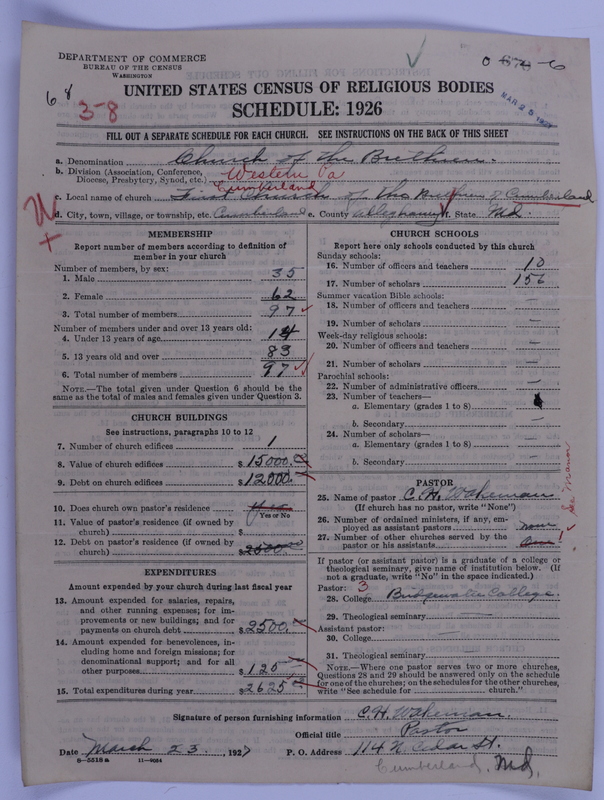 DEPARTMENT OF COMMERCE
BUREAU OF THE CENSUS
WASHINGTON
68
3-8
MAR 25 1927
UNITED STATES CENSUS OF RELIGIOUS BODIES
SCHEDULE: 1926
FILL OUT A SEPARATE SCHEDULE FOR EACH CHURCH. SEE INSTRUCTIONS ON THE BACK OF THIS SHEET
a. Denomination Church of the Brethren.
b. Division (Association, Conference, Western Pa
Diocese, Presbytery, Synod, etc.) Cumberland
c. Local name of church First Church of the Brethren of Cumberland
d. City, town, village, or township, etc. Cumberland e. County Alleghaney f. State Md.
MEMBERSHIP
Report number of members according to definition of
member in your church
Number of members, by sex:
1. Male 35
2. Female 62
3. Total number of members 97
Number of members under and over 13 years old:
4. Under 13 years of age 14
5. 13 years old and over 83
6. Total number of members 97
NOTE.—The total given under Question 6 should be the
same as the total of males and females given under Question 3.
CHURCH BUILDINGS
See instructions, paragraphs 10 to 12
7. Number of church edifices 1
8. Value of church edifices $15000.
9. Debt on church edifices $12000.
10. Does church own pastor's residence
Yes or No
11. Value of pastor's residence (if owned by
church) $
12. Debt on pastor's residence (if owned by
church) $2500
EXPENDITURES
Amount expended by your church during last fiscal year
13. Amount expended for salaries, repairs,
and other running expenses; for im-
provements or new buildings; and for
payments on church debt $2500.
14. Amount expended for benevolences, in-
cluding home and foreign missions; for
denominational support; and for all
other purposes $125
15. Total expenditures during year $2625
CHURCH SCHOOLS
Report here only schools conducted by this church
Sunday schools:
16. Number of officers and teachers 10
17. Number of scholars 156
Summer vacation Bible schools:
18. Number of officers and teachers —
19. Number of scholars —
Week-day religious schools:
20. Number of officers and teachers —
21. Number of scholars —
Parochial schools:
22. Number of administrative officers —
23. Number of teachers—
a. Elementary (grades 1 to 8)
b. Secondary —
24. Number of scholars—
a. Elementary (grades 1 to 8) —
b. Secondary —
PASTOR
25. Name of pastor C. H. Wakeman
(If church has no pastor, write "None")
26. Number of ordained ministers, if any, em-
ployed as assistant pastors none
27. Number of other churches served by the
pastor or his assistants 1
If pastor (or assistant pastor) is a graduate of a college or
theological seminary, give name of institution below. (If
not a graduate, write "No" in the space indicated.)
Pastor: 3
28. College Bridgewater College
29. Theological seminary —
Assistant pastor:
30. College —
31. Theological seminary —
NOTE.—Where one pastor serves two or more churches,
Questions 28 and 29 should be answered only on the schedule
for one of the churches; on the schedules for the other churches,
write "See schedule for church."
Signature of person furnishing information C. H. Wakeman.
Official title Pastor
Date March 23, 1927 P. O. Address 114 N. Cedar St.
Cumberland, Md.
8—5518a 11—9054